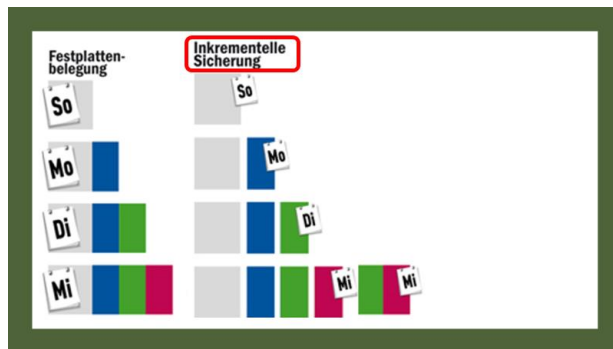 Festplatten-
belegung
Inkrementelle
Sicherung
So
So
Mo
Mo
Di
Di
Mi
Mi
Mi